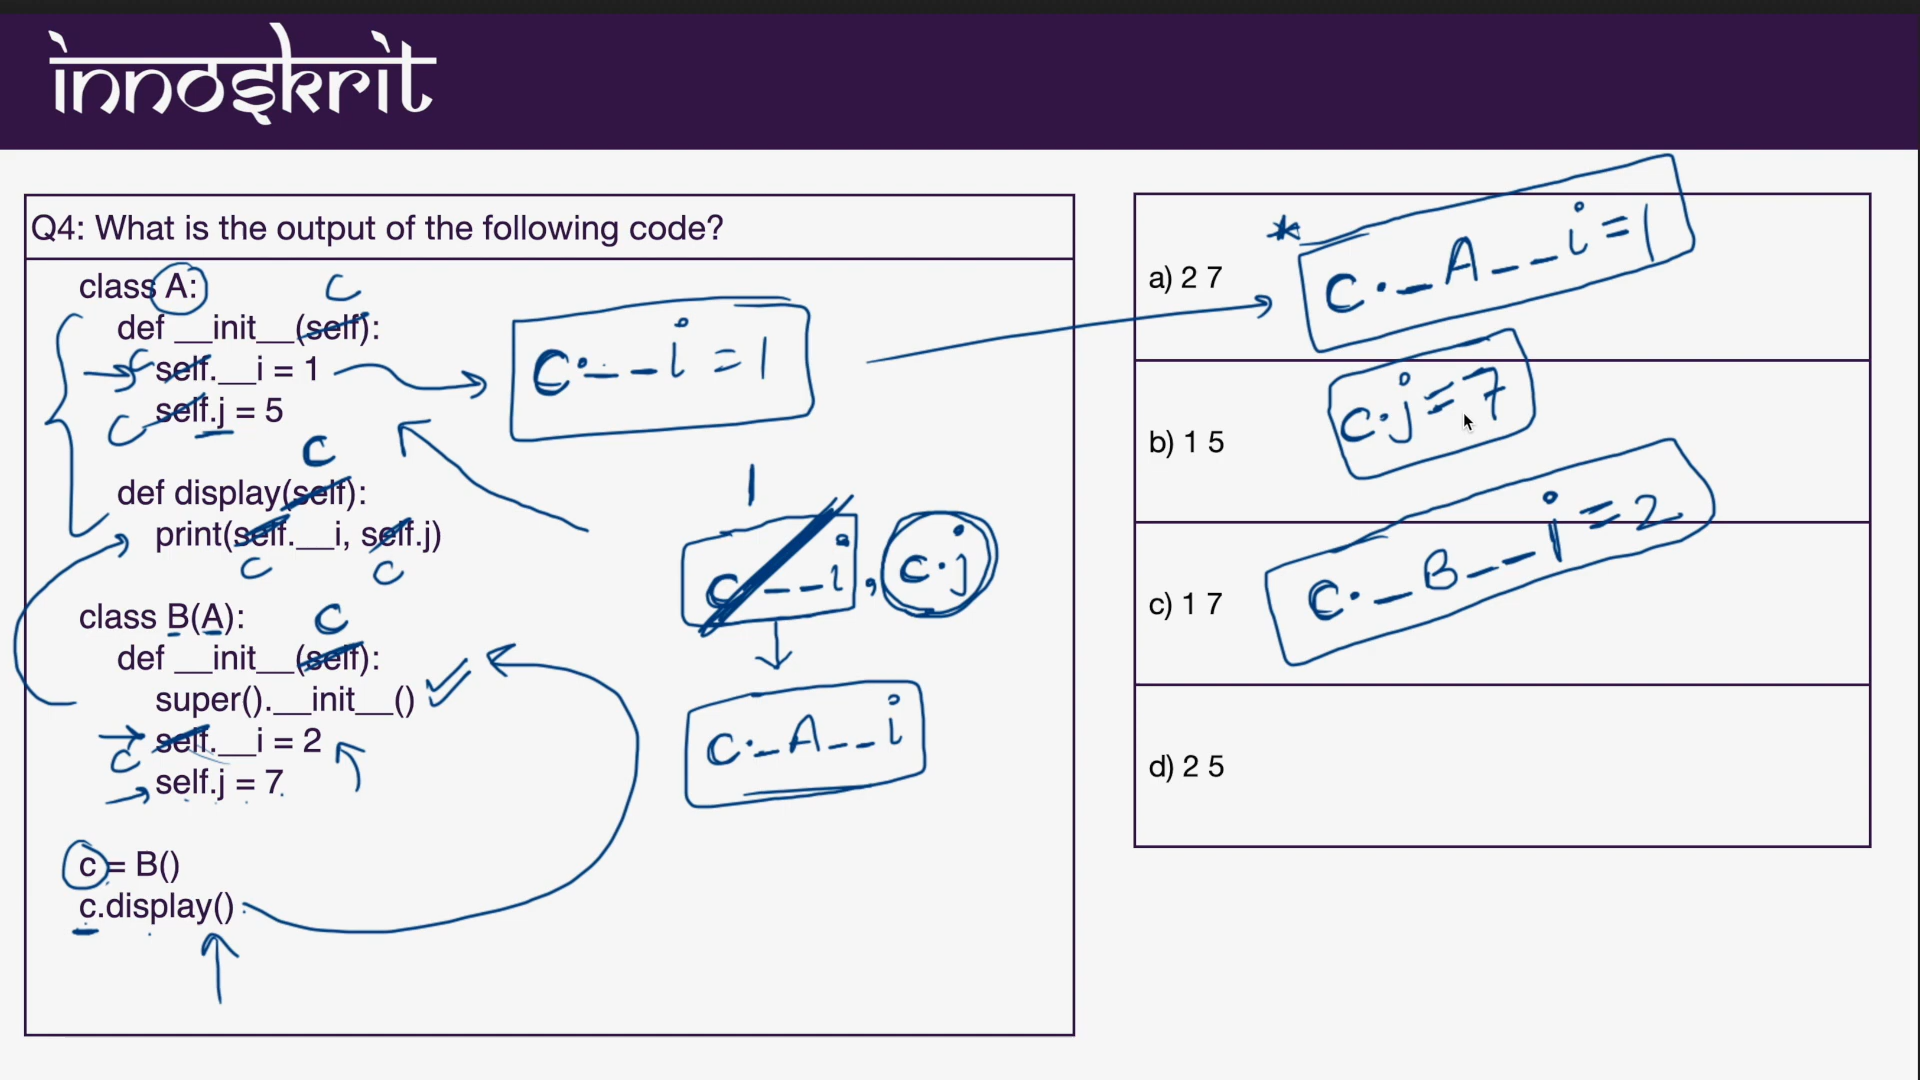 innoskrit
Q4: What is the output of the following code?
class A:
c
def __init__(self):
c
self.__i = 1
c
self.j = 5
c
def display(self):
print(self.__i, self.j)
c c
class B(A):
c
def __init__(self):
super().__init__()
self.__i = 2
c
self.j = 7
c = B()
c.display()
c.__i = 1
1
c.__i, c.j
c._A__i
a) 2 7
* c._A__i = 1
b) 1 5
c.j = 7
c) 1 7
c._B__i = 2
d) 2 5